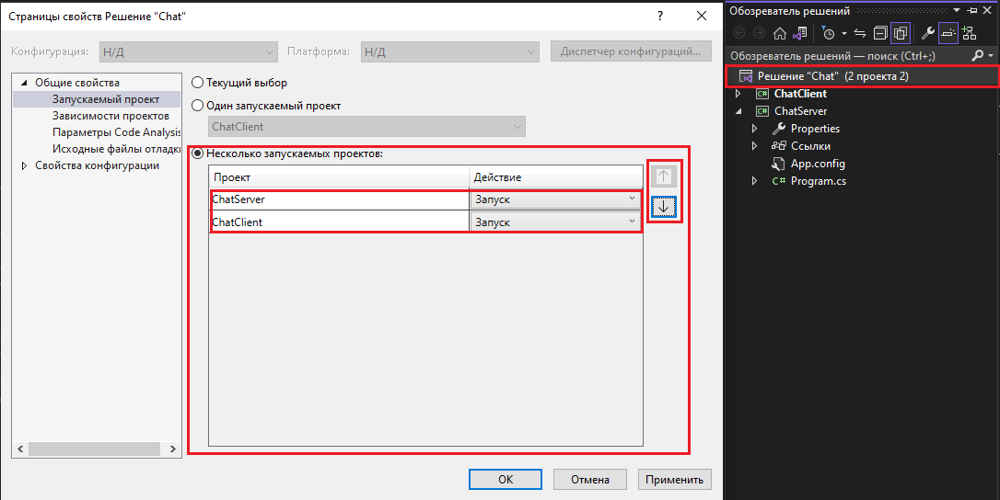 Страницы свойств Решение "Chat"
?
Конфигурация:
Н/Д
Платформа:
Н/Д
Диспетчер конфигураций...
Общие свойства
Запускаемый проект
Зависимости проектов
Параметры Code Analysis
Исходные файлы отладки
Свойства конфигурации
Текущий выбор
Один запускаемый проект
ChatClient
Несколько запускаемых проектов:
Проект
Действие
ChatServer
Запуск
ChatClient
Запуск
ОК
Отмена
Применить
Обозреватель решений
Обозреватель решений — поиск (Ctrl+;)
Решение "Chat" (2 проекта 2)
C# ChatClient
C# ChatServer
Properties
Ссылки
App.config
C# Program.cs